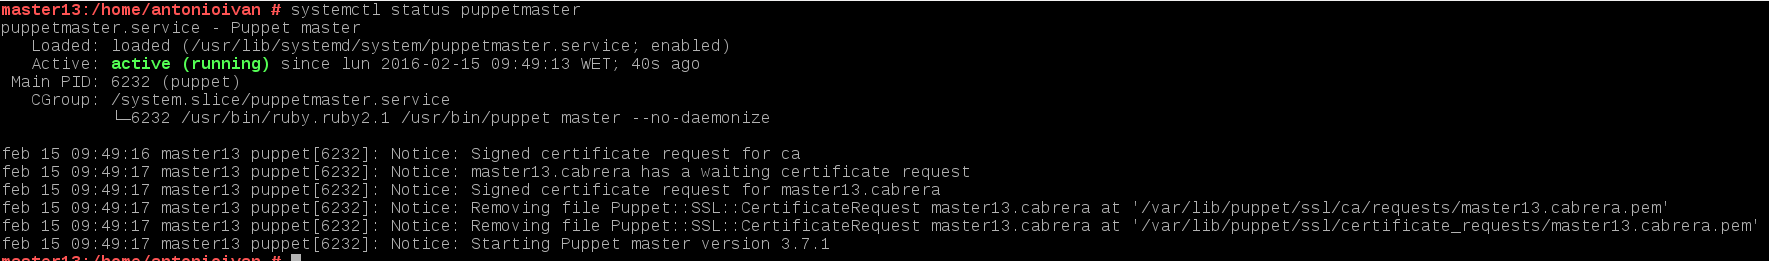 master13:/home/antonioivan # systemctl status puppetmaster
puppetmaster.service - Puppet master
   Loaded: loaded (/usr/lib/systemd/system/puppetmaster.service; enabled)
   Active: active (running) since lun 2016-02-15 09:49:13 WET; 40s ago
 Main PID: 6232 (puppet)
   CGroup: /system.slice/puppetmaster.service
           └─6232 /usr/bin/ruby.ruby2.1 /usr/bin/puppet master --no-daemonize

feb 15 09:49:16 master13 puppet[6232]: Notice: Signed certificate request for ca
feb 15 09:49:17 master13 puppet[6232]: Notice: master13.cabrera has a waiting certificate request
feb 15 09:49:17 master13 puppet[6232]: Notice: Signed certificate request for master13.cabrera
feb 15 09:49:17 master13 puppet[6232]: Notice: Removing file Puppet::SSL::CertificateRequest master13.cabrera at '/var/lib/puppet/ssl/ca/requests/master13.cabrera.pem'
feb 15 09:49:17 master13 puppet[6232]: Notice: Removing file Puppet::SSL::CertificateRequest master13.cabrera at '/var/lib/puppet/ssl/certificate_requests/master13.cabrera.pem'
feb 15 09:49:17 master13 puppet[6232]: Notice: Starting Puppet master version 3.7.1
master13:/home/antonioivan #